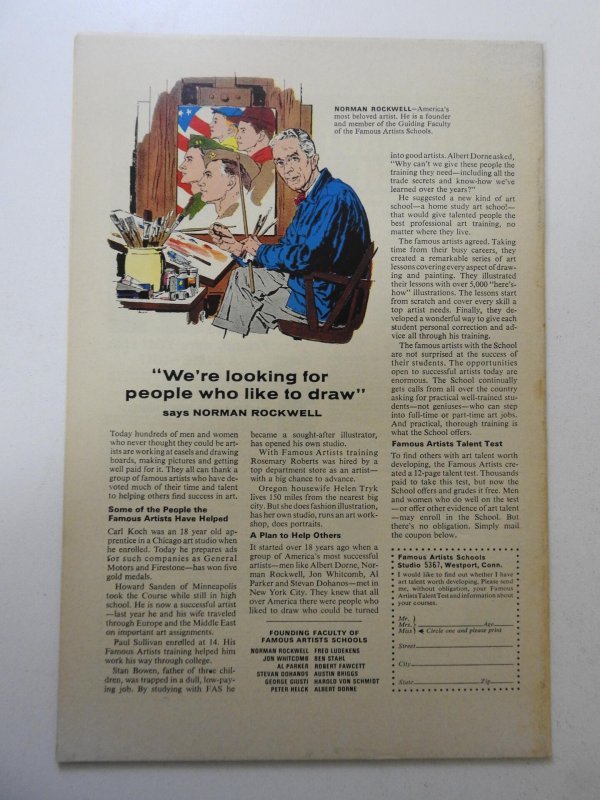 NORMAN ROCKWELL—America's
most beloved artist. He is a founder
and member of the Guiding Faculty
of the Famous Artists Schools.
"We're looking for
people who like to draw"
says NORMAN ROCKWELL
Today hundreds of men and women
who never thought they could be art-
ists are working at easels and drawing
boards, making pictures and getting
well paid for it. They all can thank a
group of famous artists who have de-
voted much of their time and talent
to helping others find success in art.
Some of the People the
Famous Artists Have Helped
Carl Koch was an 18 year old ap-
prentice in a Chicago art studio when
he enrolled. Today he prepares ads
for such companies as General
Motors and Firestone—has won five
gold medals.
Howard Sanden of Minneapolis
took the Course while still in high
school. He is now a successful artist
—last year he and his wife traveled
through Europe and the Middle East
on important art assignments.
Paul Sullivan enrolled at 14. His
Famous Artists training helped him
work his way through college.
Stan Bowen, father of three chil-
dren, was trapped in a dull, low-pay-
ing job. By studying with FAS he
became a sought-after illustrator,
has opened his own studio.
With Famous Artists training
Rosemary Roberts was hired by a
top department store as an artist—
with a big chance to advance.
Oregon housewife Helen Tryk
lives 150 miles from the nearest big
city. But she does fashion illustration,
has her own studio, runs an art work-
shop, does portraits.
A Plan to Help Others
It started over 18 years ago when a
group of America's most successful
artists—men like Albert Dorne, Nor-
man Rockwell, Jon Whitcomb, Al
Parker and Stevan Dohanos—met in
New York City. They knew that all
over America there were people who
liked to draw who could be turned
FOUNDING FACULTY OF
FAMOUS ARTISTS SCHOOLS
NORMAN ROCKWELL FRED LUDEKENS
JON WHITCOMB BEN STAHL
AL PARKER ROBERT FAWCETT
STEVAN DOHANOS AUSTIN BRIGGS
GEORGE GIUSTI HAROLD VON SCHMIDT
PETER HELCK ALBERT DORNE
into good artists. Albert Dorne asked,
"Why can't we give these people the
training they need—including all the
trade secrets and know-how we've
learned over the years?"
He suggested a new kind of art
school—a home study art school—
that would give talented people the
best professional art training, no
matter where they live.
The famous artists agreed. Taking
time from their busy careers, they
created a remarkable series of art
lessons covering every aspect of draw-
ing and painting. They illustrated
their lessons with over 5,000 "here's-
how" illustrations. The lessons start
from scratch and cover every skill a
top artist needs. Finally, they de-
veloped a wonderful way to give each
student personal correction and ad-
vice all through his training.
The famous artists with the School
are not surprised at the success of
their students. The opportunities
open to successful artists today are
enormous. The School continually
gets calls from all over the country
asking for practical well-trained stu-
dents—not geniuses—who can step
into full-time or part-time art jobs.
And practical, thorough training is
what the School offers.
Famous Artists Talent Test
To find others with art talent worth
developing, the Famous Artists cre-
ated a 12-page talent test. Thousands
paid to take this test, but now the
School offers and grades it free. Men
and women who do well on the test
—or offer other evidence of art talent
—may enroll in the School. But
there's no obligation. Simply mail
the coupon below.
Famous Artists Schools
Studio 5367, Westport, Conn.
I would like to find out whether I have
art talent worth developing. Please send
me, without obligation, your Famous
Artists Talent Test and information about
your courses.
Mr.
Mrs. Age
Miss Circle one and please print
Street
City
State Zip